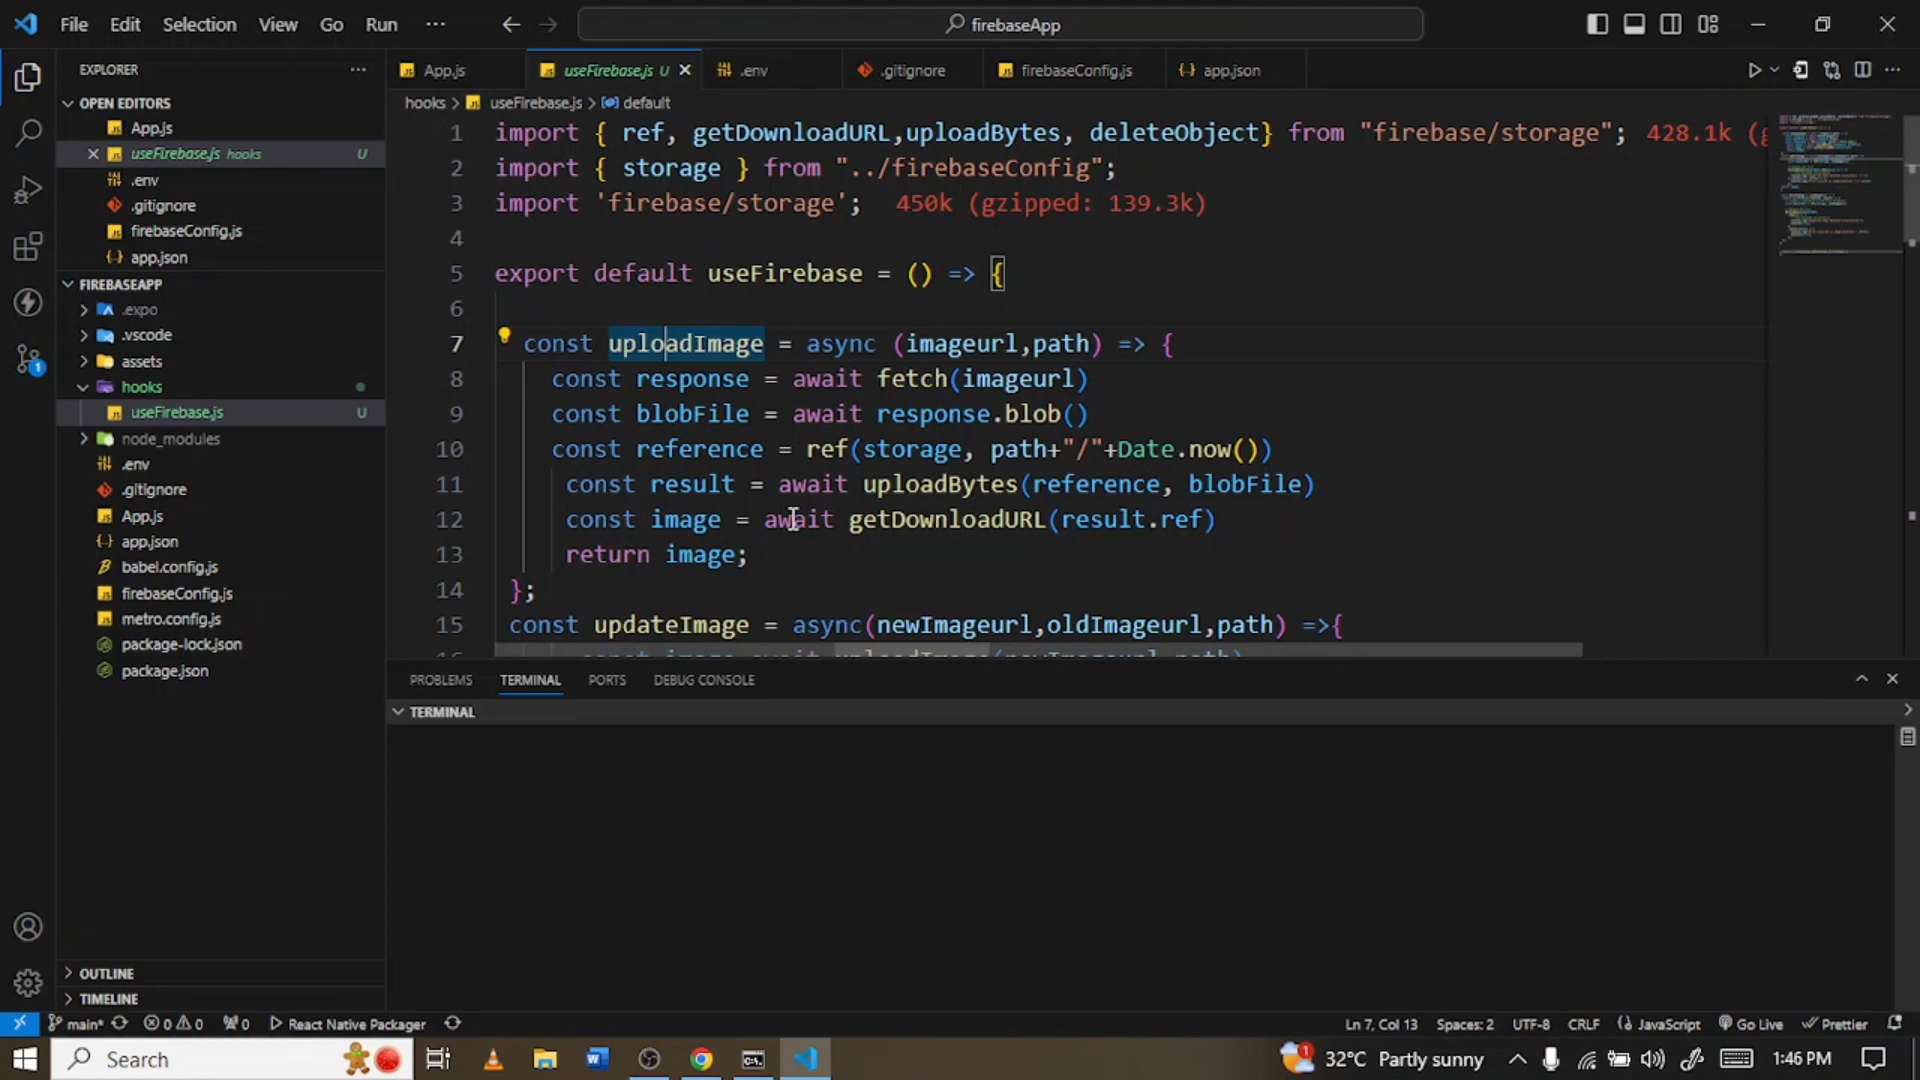 File Edit Selection View Go Run ··· firebaseApp
EXPLORER
OPEN EDITORS
App.js
useFirebase.js hooks U
.env
.gitignore
firebaseConfig.js
app.json
FIREBASEAPP
.expo
.vscode
assets
hooks
useFirebase.js U
node_modules
.env
.gitignore
App.js
app.json
babel.config.js
firebaseConfig.js
metro.config.js
package-lock.json
package.json
OUTLINE
TIMELINE
App.js useFirebase.js U .env .gitignore firebaseConfig.js app.json
hooks > useFirebase.js > default
1 import { ref, getDownloadURL,uploadBytes, deleteObject} from "firebase/storage"; 428.1k
2 import { storage } from "../firebaseConfig";
3 import 'firebase/storage'; 450k (gzipped: 139.3k)
4
5 export default useFirebase = () => {
6
7 const uploadImage = async (imageurl,path) => {
8 const response = await fetch(imageurl)
9 const blobFile = await response.blob()
10 const reference = ref(storage, path+"/"+Date.now())
11 const result = await uploadBytes(reference, blobFile)
12 const image = await getDownloadURL(result.ref)
13 return image;
14 };
15 const updateImage = async(newImageurl,oldImageurl,path) =>{
PROBLEMS TERMINAL PORTS DEBUG CONSOLE
TERMINAL
main* 0 0 0 React Native Packager Ln 7, Col 13 Spaces: 2 UTF-8 CRLF JavaScript Go Live Prettier
Search 32°C Partly sunny 1:46 PM